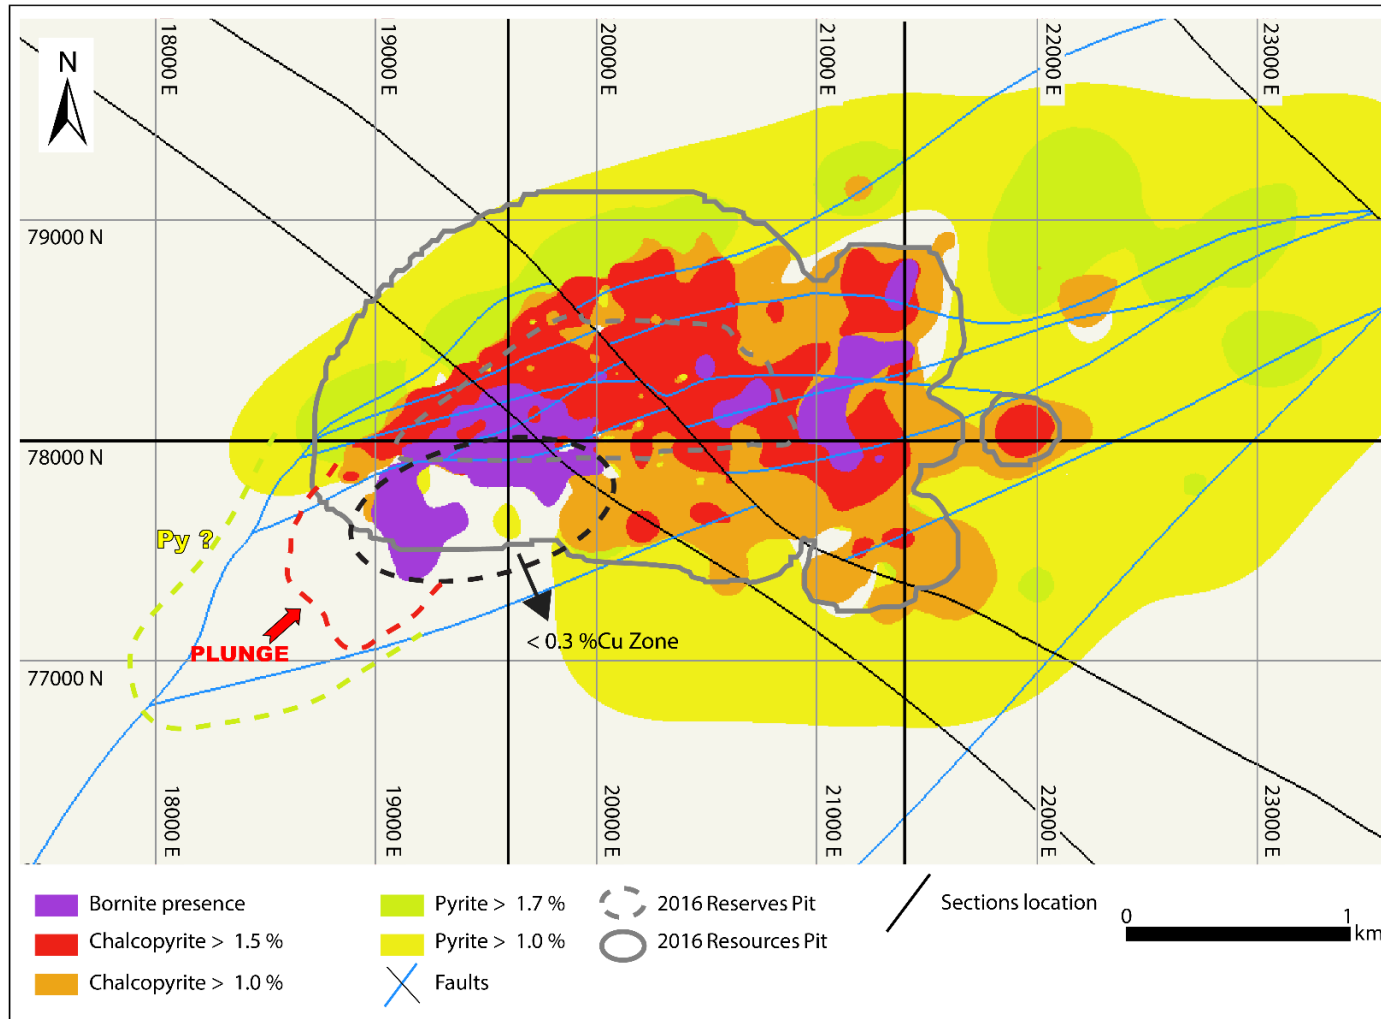 N
18000 E
19000 E
20000 E
21000 E
22000 E
23000 E
79000 N
78000 N
Py ?
PLUNGE
< 0.3 %Cu Zone
77000 N
18000 E
19000 E
20000 E
21000 E
22000 E
23000 E
Bornite presence
Chalcopyrite > 1.5 %
Chalcopyrite > 1.0 %
Pyrite > 1.7 %
Pyrite > 1.0 %
Faults
2016 Reserves Pit
2016 Resources Pit
Sections location
0 1
km